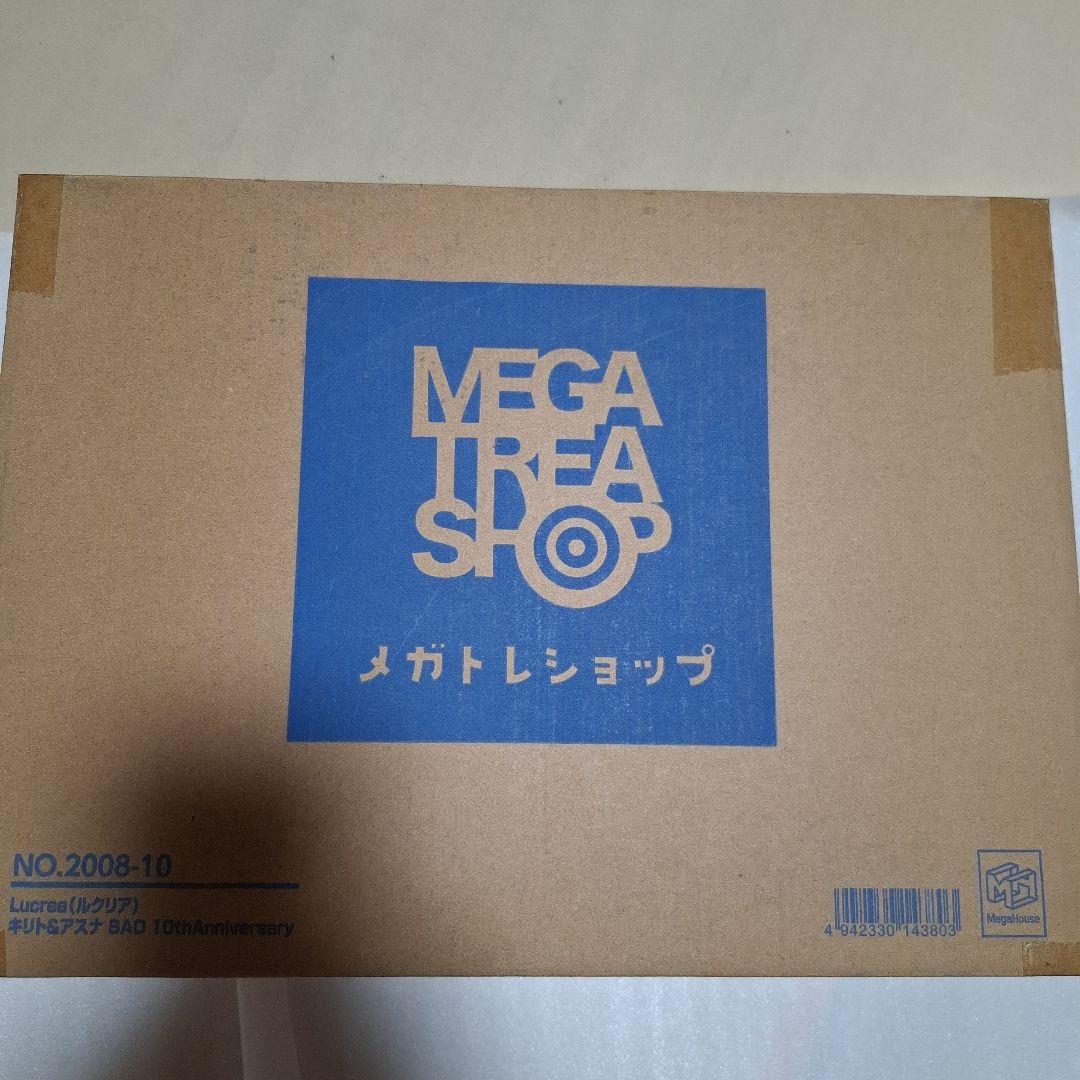 MEGA
TREA
SHOP
メガトレショップ
NO.2008-10
Lucrea(ルクリア)
キリト&アスナ SAO 10thAnniversary
4 942330 143803
MegaHouse